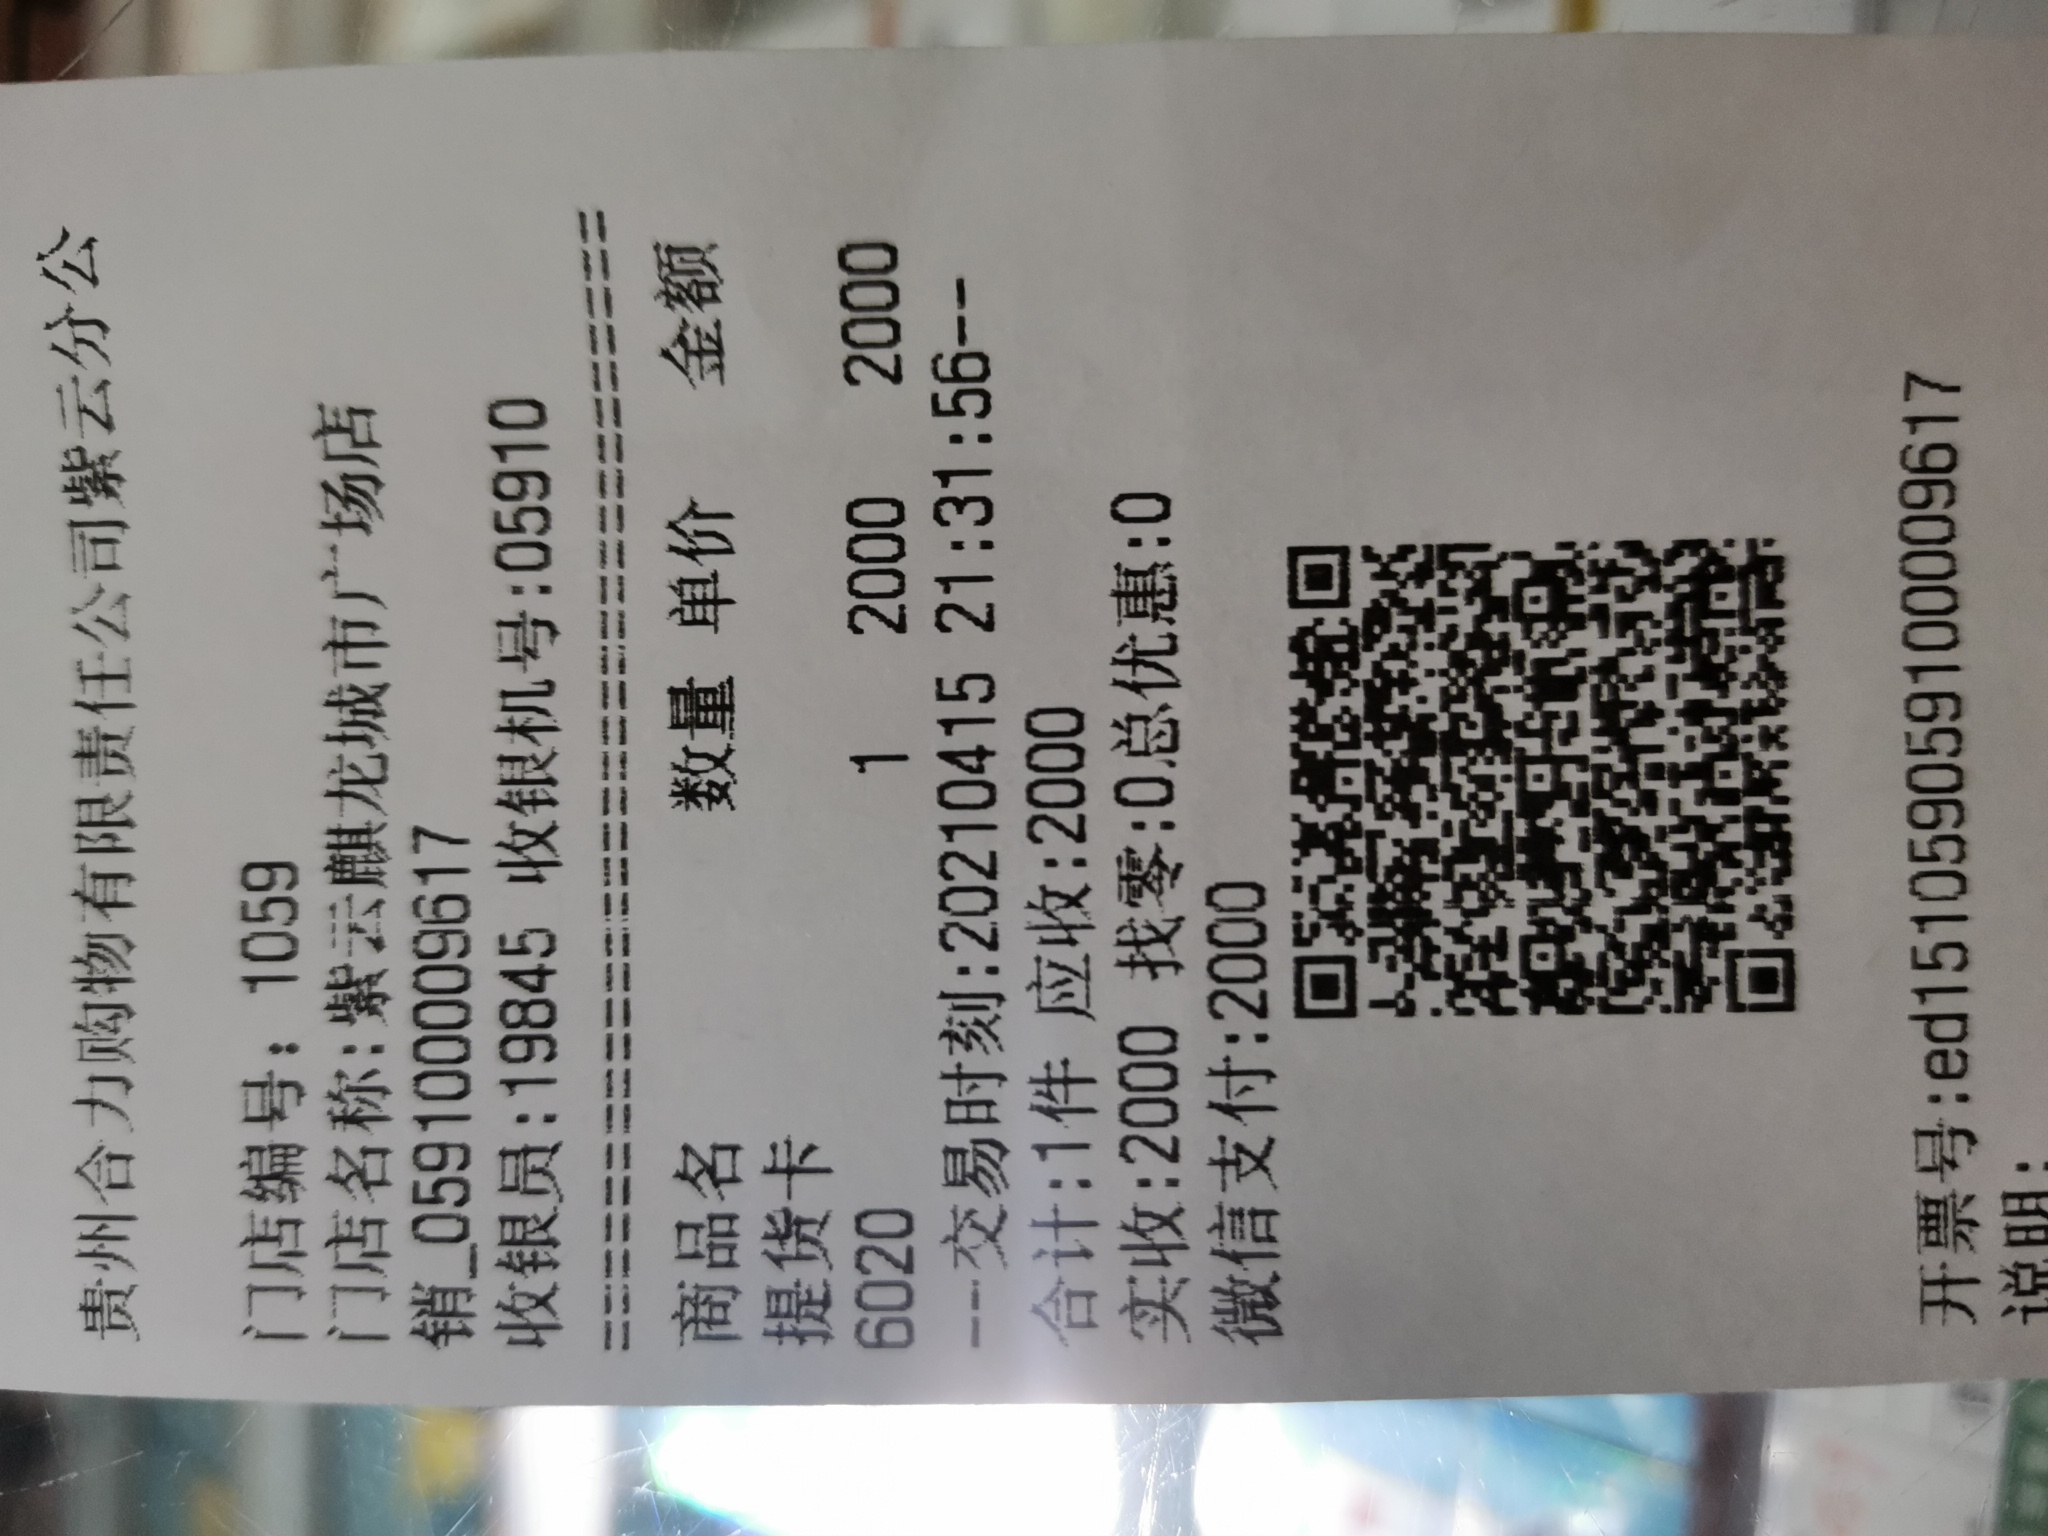 贵州合力购物有限责任公司紫云分公
门店编号: 1059
门店名称:紫云麒龙城市广场店
销_0591000009617
收银员:19845 收银机号:05910
================================
商品名 数量 单价 金额
提货卡
6020 1 2000 2000
---交易时刻:20210415 21:31:56--
合计:1件 应收:2000
实收:2000 找零:0总优惠:0
微信支付:2000
开票号:ed151059059100009617
说明: